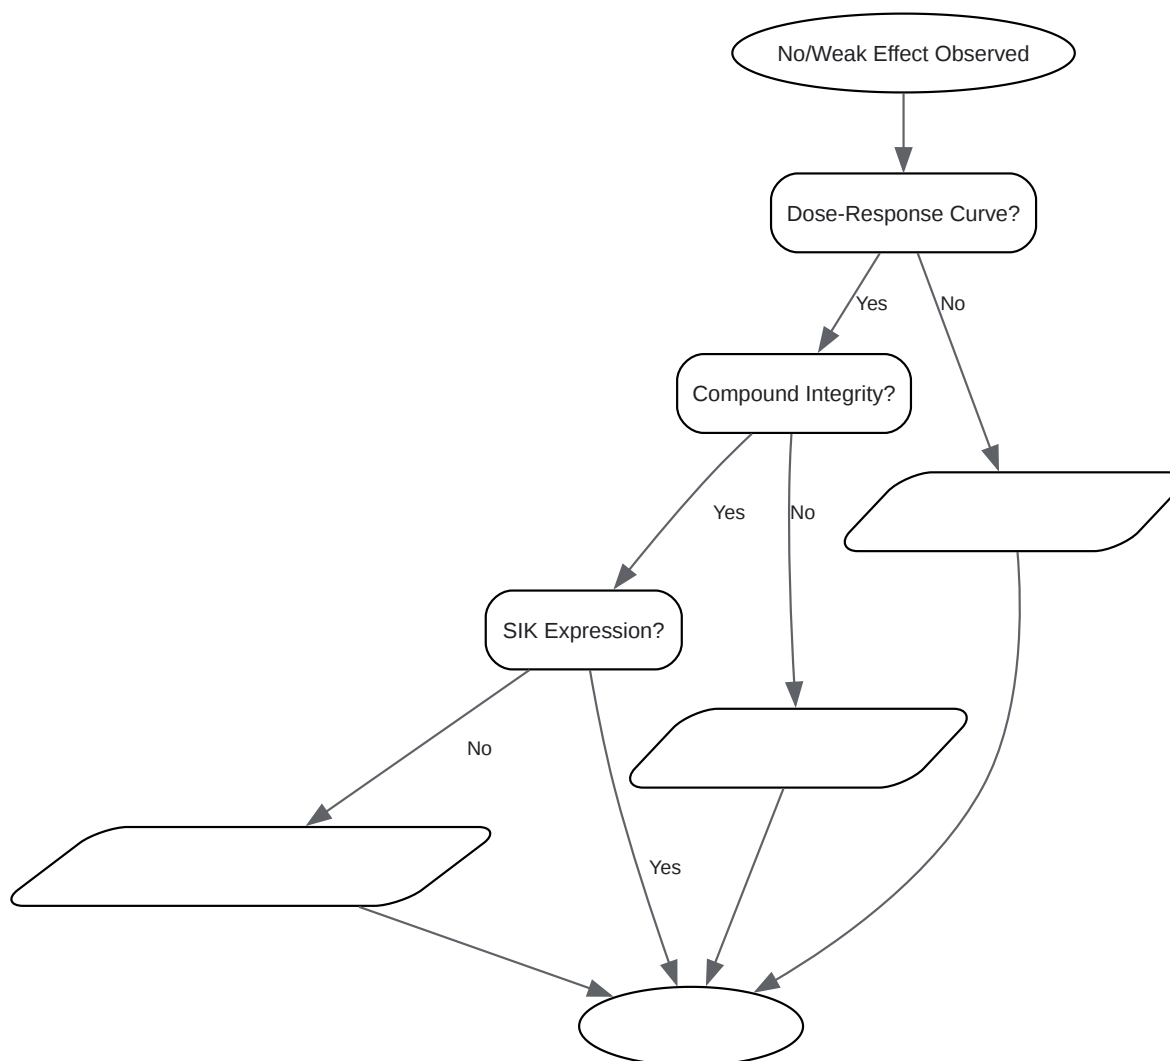 No/Weak Effect Observed
Dose-Response Curve?
Yes
No
Compound Integrity?
Yes
No
SIK Expression?
No
Yes